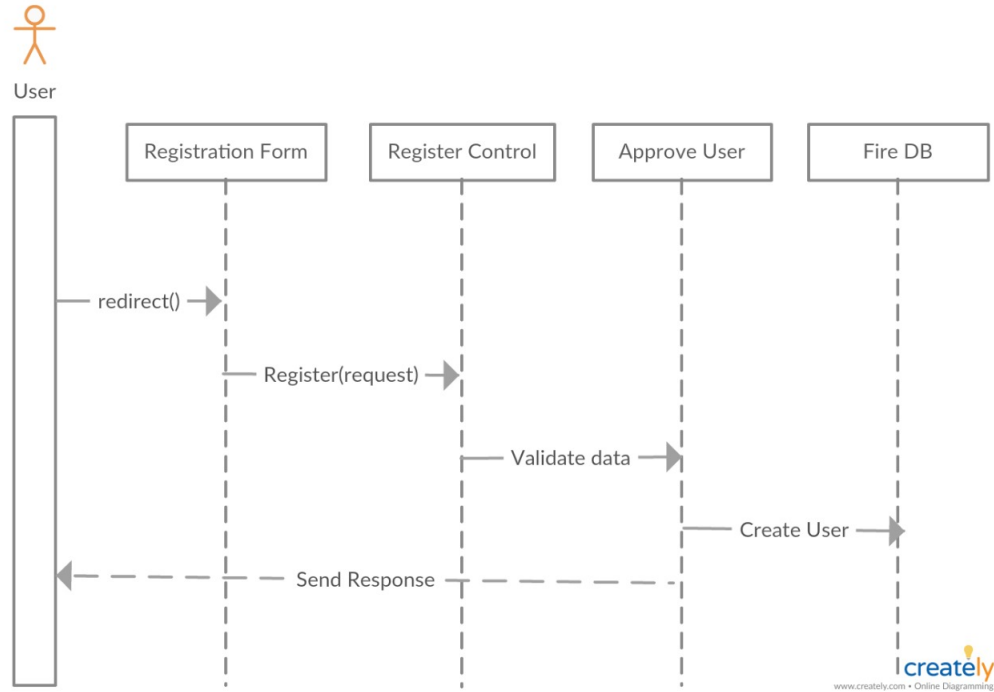 User
Registration Form
Register Control
Approve User
Fire DB
redirect()
Register(request)
Validate data
Create User
Send Response
creately
www.creately.com • Online Diagramming